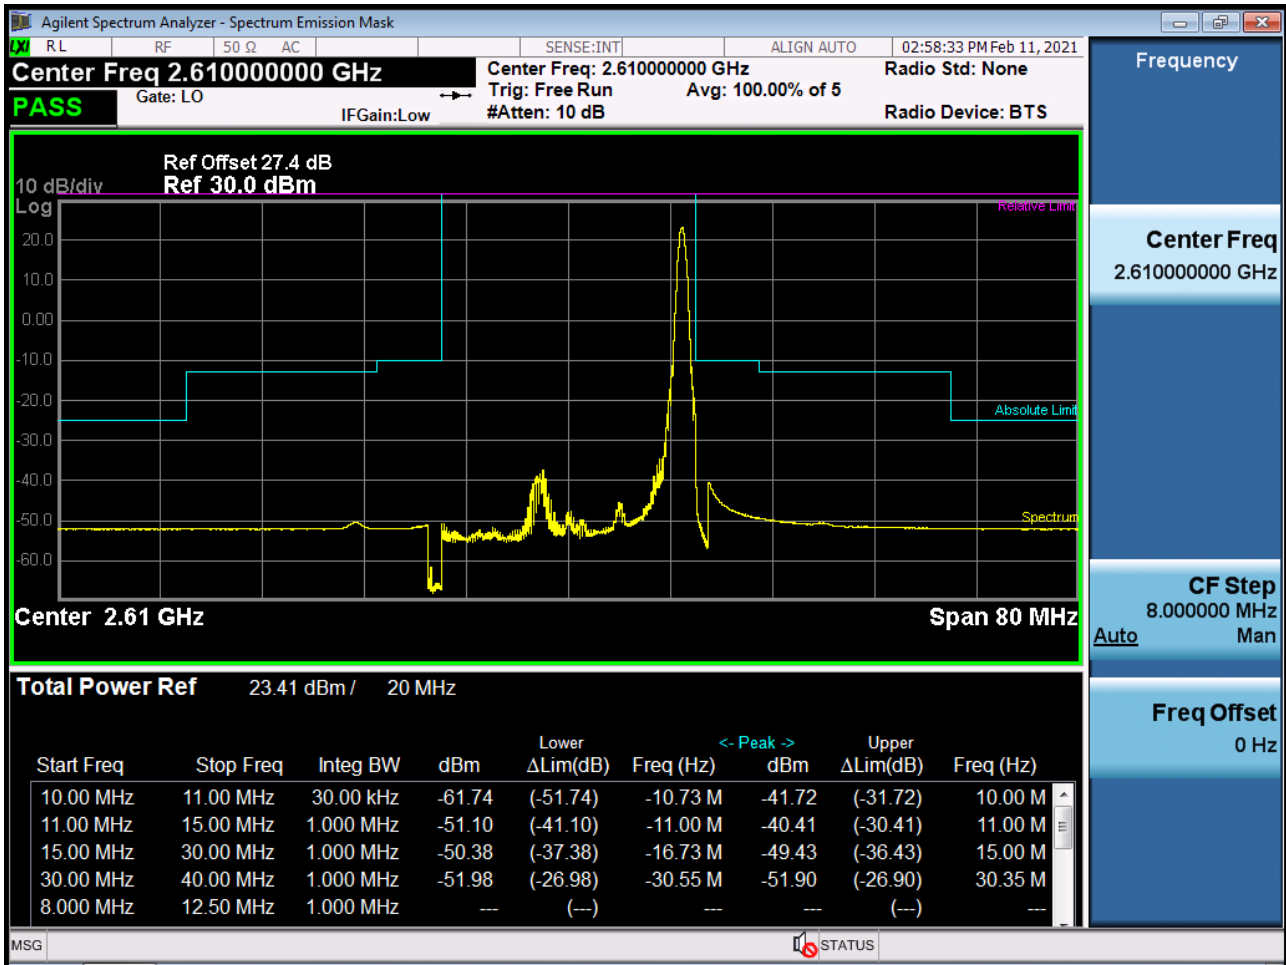 Agilent Spectrum Analyzer - Spectrum Emission Mask
LXI RL RF 50 Ω AC SENSE:INT ALIGN AUTO 02:58:33 PM Feb 11, 2021
Center Freq 2.610000000 GHz
Center Freq: 2.610000000 GHz Radio Std: None
PASS Gate: LO Trig: Free Run Avg: 100.00% of 5
IFGain:Low #Atten: 10 dB Radio Device: BTS
Ref Offset 27.4 dB
10 dB/div Ref 30.0 dBm
Log
Relative Limit
20.0
10.0
0.00
-10.0
-20.0
Absolute Limit
-30.0
-40.0
-50.0
Spectrum
-60.0
Center 2.61 GHz Span 80 MHz
Total Power Ref 23.41 dBm / 20 MHz
Lower <- Peak -> Upper
Start Freq Stop Freq Integ BW dBm ΔLim(dB) Freq (Hz) dBm ΔLim(dB) Freq (Hz)
10.00 MHz 11.00 MHz 30.00 kHz -61.74 (-51.74) -10.73 M -41.72 (-31.72) 10.00 M
11.00 MHz 15.00 MHz 1.000 MHz -51.10 (-41.10) -11.00 M -40.41 (-30.41) 11.00 M
15.00 MHz 30.00 MHz 1.000 MHz -50.38 (-37.38) -16.73 M -49.43 (-36.43) 15.00 M
30.00 MHz 40.00 MHz 1.000 MHz -51.98 (-26.98) -30.55 M -51.90 (-26.90) 30.35 M
8.000 MHz 12.50 MHz 1.000 MHz --- (---) --- --- (---) ---
MSG STATUS
Frequency
Center Freq
2.610000000 GHz
CF Step
8.000000 MHz
Auto Man
Freq Offset
0 Hz